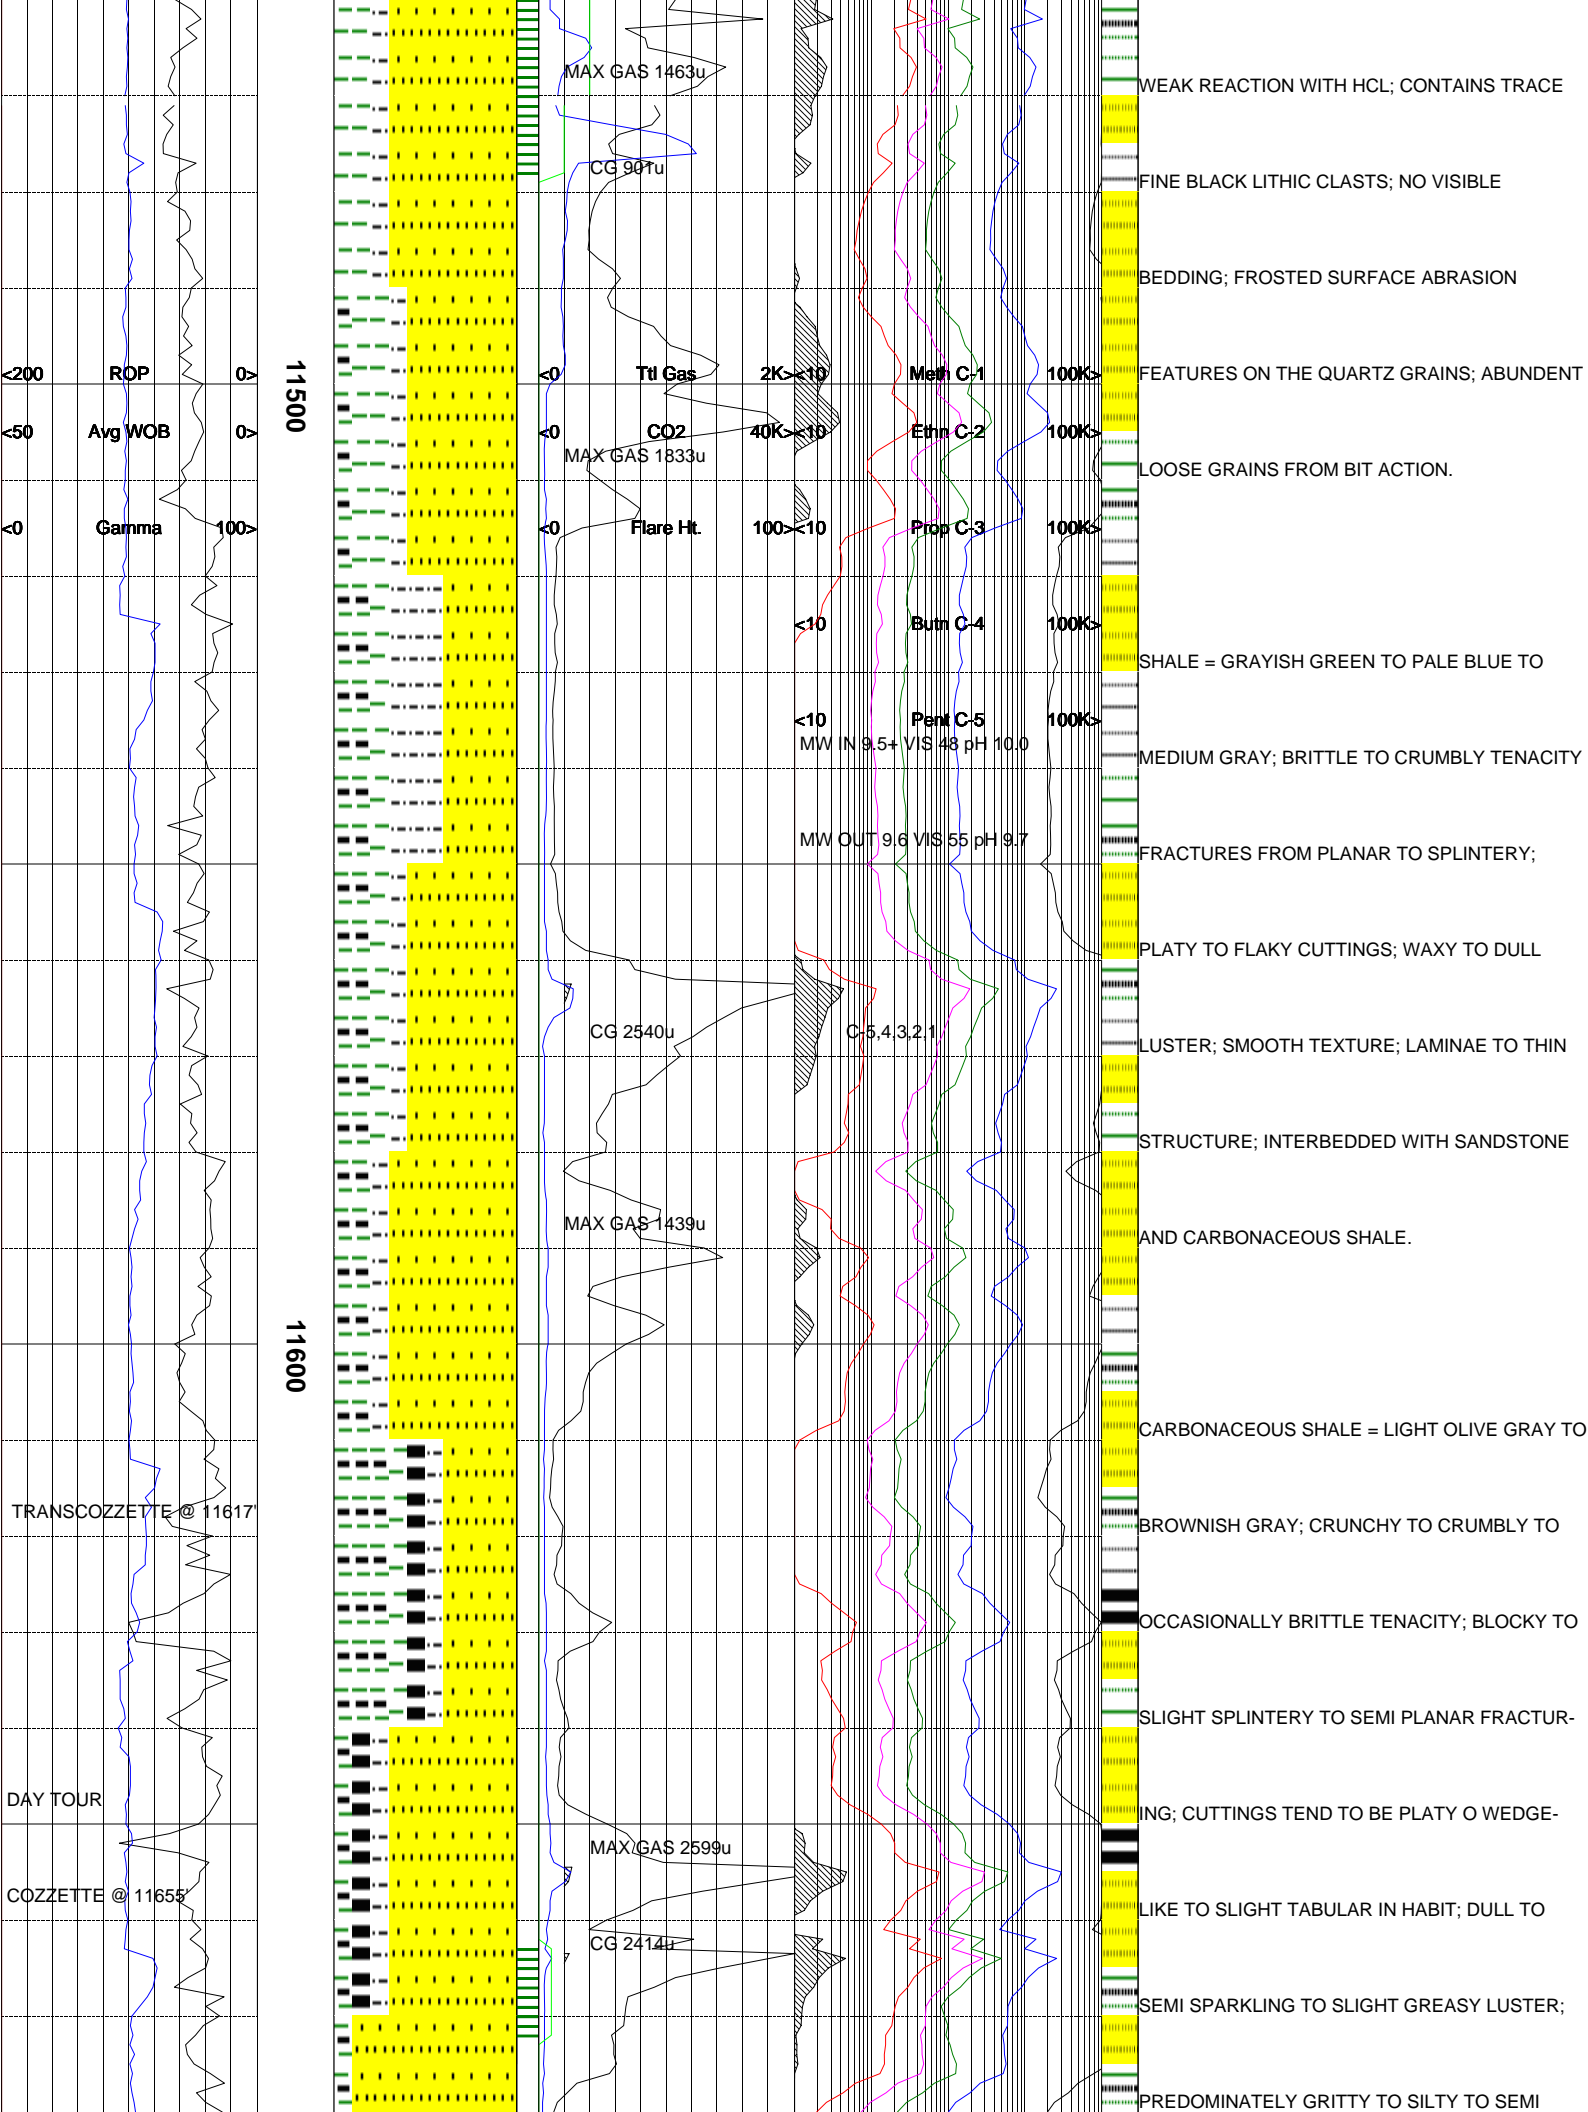 MAX GAS 1463u
WEAK REACTION WITH HCL; CONTAINS TRACE
CG 901u
FINE BLACK LITHIC CLASTS; NO VISIBLE
BEDDING; FROSTED SURFACE ABRASION
<200 ROP 0>
11500
<0 Ttl Gas 2K>
<10 Meth C-1 100K>
FEATURES ON THE QUARTZ GRAINS; ABUNDENT
<50 Avg WOB 0>
<0 CO2 40K>
<10 Ethn C-2 100K>
MAX GAS 1833u
LOOSE GRAINS FROM BIT ACTION.
<0 Gamma 100>
<0 Flare Ht. 100>
<10 Prop C-3 100K>
<10 Butn C-4 100K>
SHALE = GRAYISH GREEN TO PALE BLUE TO
<10 Pent C-5 100K>
MW IN 9.5+ VIS 48 pH 10.0
MEDIUM GRAY; BRITTLE TO CRUMBLY TENACITY
MW OUT 9.6 VIS 55 pH 9.7
FRACTURES FROM PLANAR TO SPLINTERY;
PLATY TO FLAKY CUTTINGS; WAXY TO DULL
CG 2540u
C-5,4,3,2,1
LUSTER; SMOOTH TEXTURE; LAMINAE TO THIN
STRUCTURE; INTERBEDDED WITH SANDSTONE
MAX GAS 1439u
AND CARBONACEOUS SHALE.
11600
CARBONACEOUS SHALE = LIGHT OLIVE GRAY TO
TRANSCOZZETTE @ 11617'
BROWNISH GRAY; CRUNCHY TO CRUMBLY TO
OCCASIONALLY BRITTLE TENACITY; BLOCKY TO
SLIGHT SPLINTERY TO SEMI PLANAR FRACTUR-
DAY TOUR
ING; CUTTINGS TEND TO BE PLATY O WEDGE-
MAX GAS 2599u
COZZETTE @ 11655'
LIKE TO SLIGHT TABULAR IN HABIT; DULL TO
CG 2414u
SEMI SPARKLING TO SLIGHT GREASY LUSTER;
PREDOMINATELY GRITTY TO SILTY TO SEMI